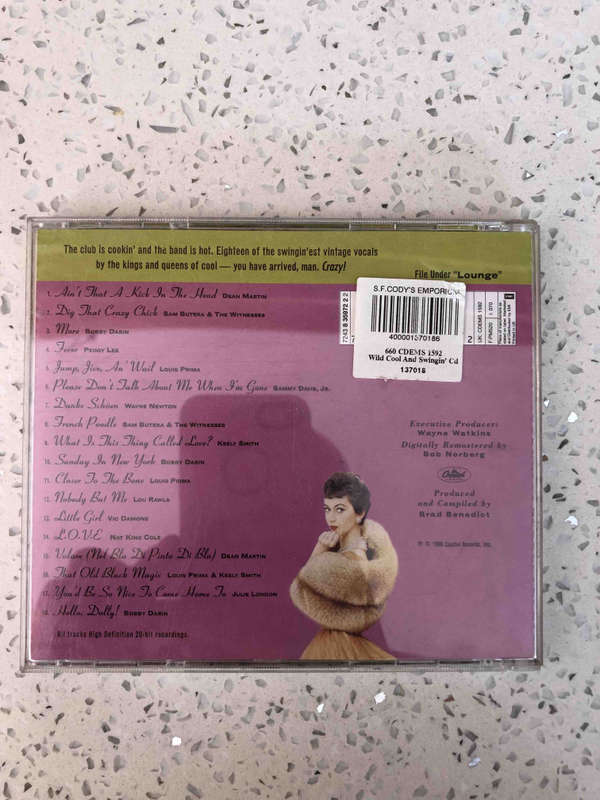 The club is cookin' and the band is hot. Eighteen of the swingin'est vintage vocals
by the kings and queens of cool — you have arrived, man. Crazy!
File Under "Lounge"
1. Ain't That A Kick In The Head DEAN MARTIN
2. Dig That Crazy Chick SAM BUTERA & THE WITNESSES
3. More BOBBY DARIN
4. Fever PEGGY LEE
5. Jump, Jive, An' Wail LOUIS PRIMA
6. Please Don't Talk About Me When I'm Gone SAMMY DAVIS, JR.
7. Danke Schoen WAYNE NEWTON
8. French Poodle SAM BUTERA & THE WITNESSES
9. What Is This Thing Called Love? KEELY SMITH
10. Sunday In New York BOBBY DARIN
11. Closer To The Bone LOUIS PRIMA
12. Nobody But Me LOU RAWLS
13. Little Girl VIC DAMONE
14. L.O.V.E. NAT KING COLE
15. Volare (Nel Blu Di Pinto Di Blu) DEAN MARTIN
16. That Old Black Magic LOUIS PRIMA & KEELY SMITH
17. You'd Be So Nice To Come Home To JULIE LONDON
18. Hello, Dolly! BOBBY DARIN
All tracks High Definition 20-bit recordings.
S.F.CODY'S EMPORIUM
400001570186
660 CDEMS 1592
Wild Cool And Swingin' Cd
137018
UK: CDEMS 1592
Executive Producer:
Wayne Watkins
Digitally Remastered by
Bob Norberg
Capitol
Produced
and Compiled by
Brad Benedict
Capitol Records, Inc.